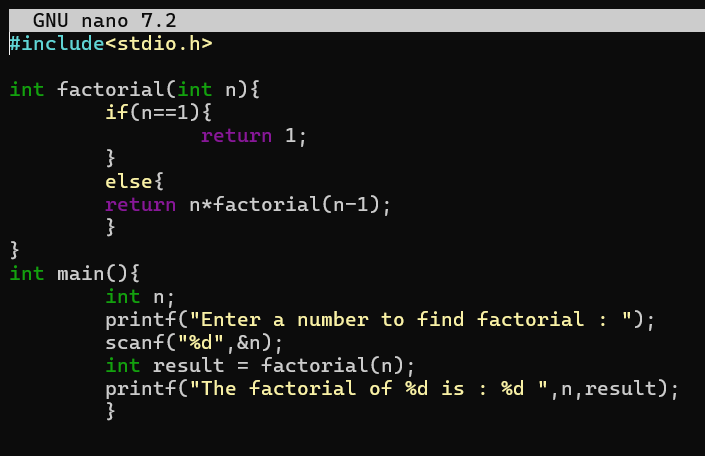 GNU nano 7.2
#include<stdio.h>
int factorial(int n){
if(n==1){
return 1;
}
else{
return n*factorial(n-1);
}
}
int main(){
int n;
printf("Enter a number to find factorial : ");
scanf("%d",&n);
int result = factorial(n);
printf("The factorial of %d is : %d ",n,result);
}